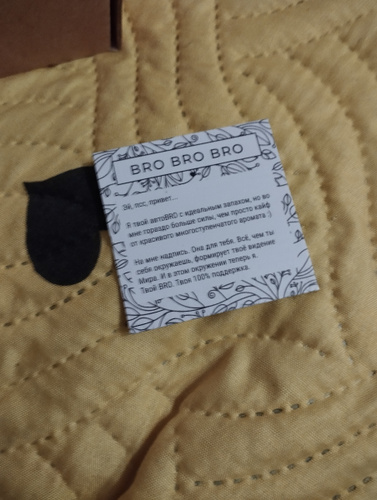 BRO BRO BRO
Эй, псс, привет...
Я твой автоBRO с идеальным запахом, но во
мне гораздо больше силы, чем просто кайф
от красивого многоступенчатого аромата :)
На мне надпись. Она для тебя. Всё, чем ты
себя окружаешь, формирует твоё видение
Мира. И в этом окружении теперь я.
Твой BRO. Твоя 100% поддержка.